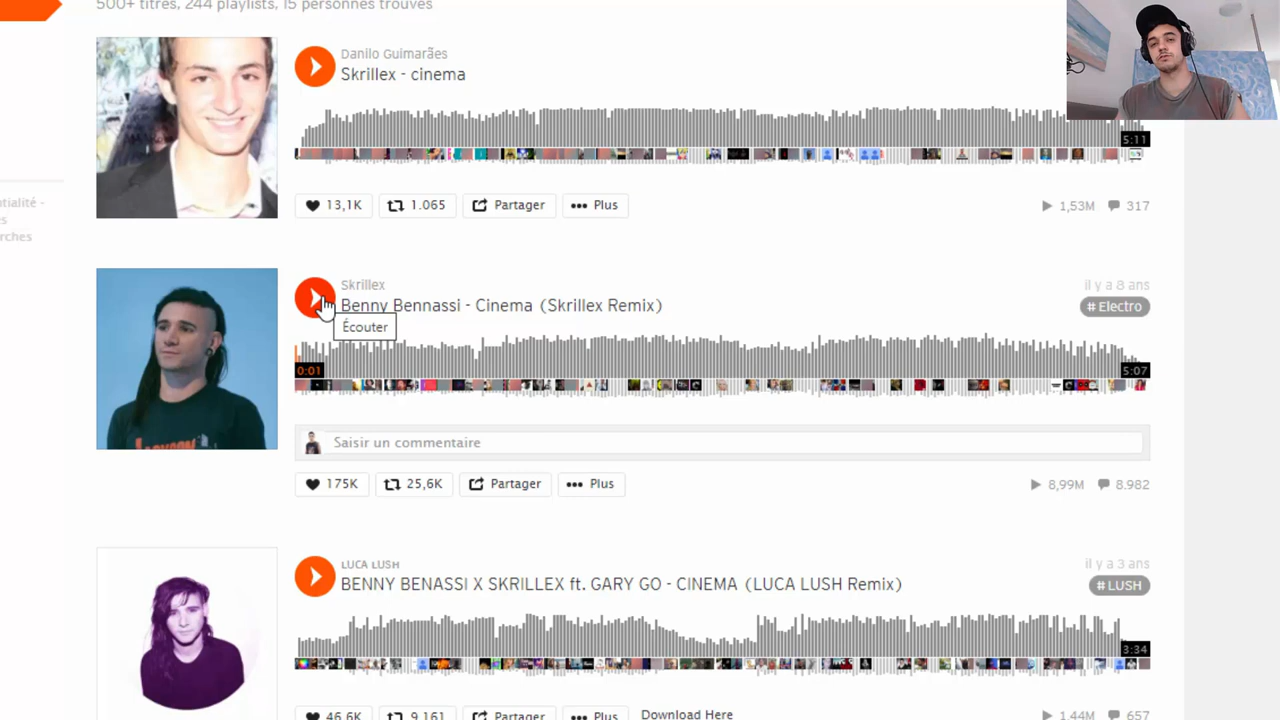 500+ titres, 244 playlists, 15 personnes trouvés
Danilo Guimarães
Skrillex - cinema
5:11
13,1K
1.065
Partager
Plus
1,53M
317
ntialité -
es
erches
Skrillex
il y a 8 ans
Benny Bennassi - Cinema (Skrillex Remix)
# Electro
Écouter
0:01
5:07
Saisir un commentaire
175K
25,6K
Partager
Plus
8,99M
8.982
LUCA LUSH
il y a 3 ans
BENNY BENASSI X SKRILLEX ft. GARY GO - CINEMA (LUCA LUSH Remix)
# LUSH
3:34
46,6K
9.161
Partager
Plus
Download Here
1,44M
657